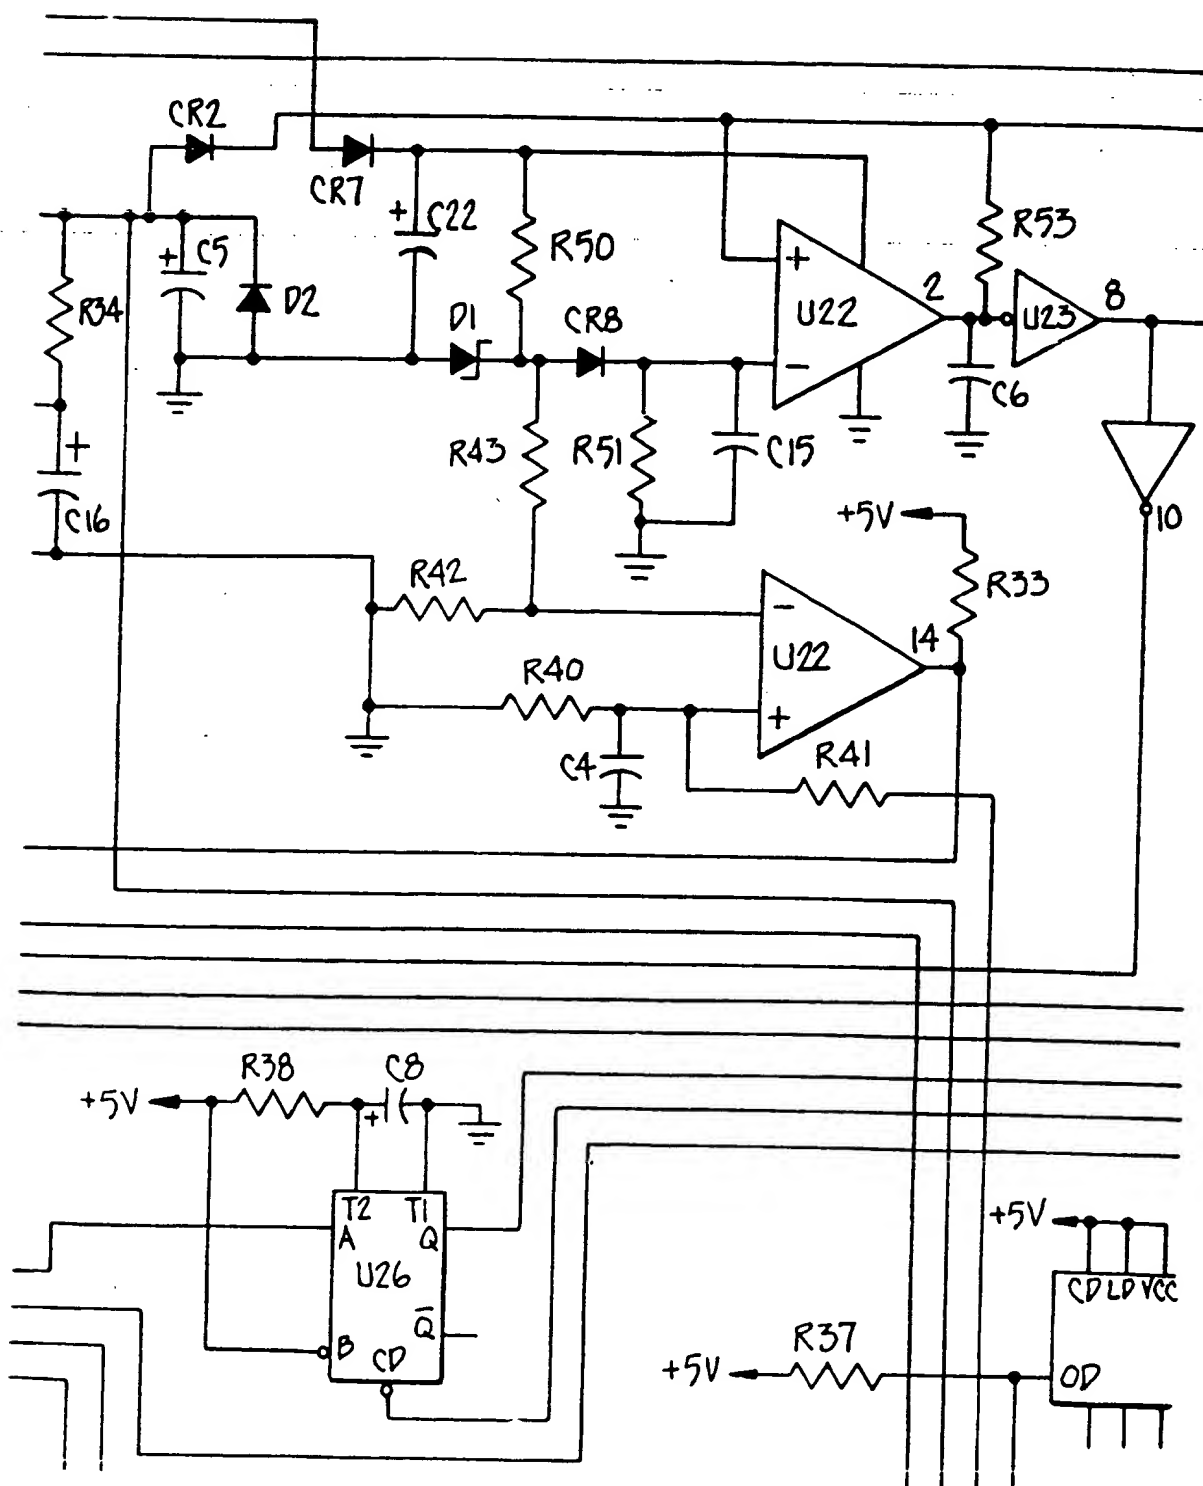 CR2
CR7
+ C22
R50
R53
+ C5
R34
D2
D1
CR8
+
U22
−
2
U23
8
C6
+
C16
R43
R51
C15
+5V
10
R42
R33
−
U22
+
14
R40
C4
R41
R38
C8
+5V
+
T2 T1
A Q
U26
Q̅
B
CD
+5V
CD LD VCC
R37
+5V
OD